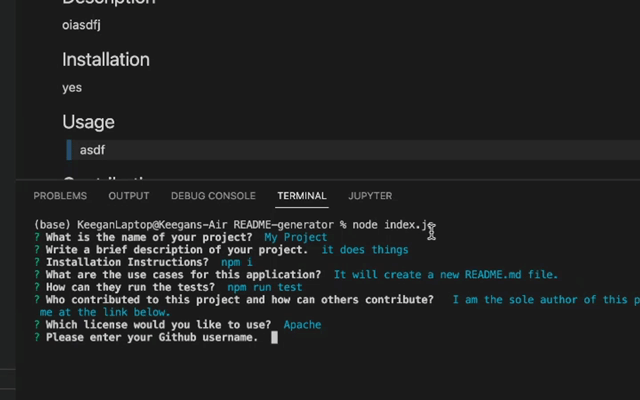 Description
oiasdfj
Installation
yes
Usage
asdf
PROBLEMS OUTPUT DEBUG CONSOLE TERMINAL JUPYTER
(base) KeeganLaptop@Keegans-Air README-generator % node index.js
? What is the name of your project? My Project
? Write a brief description of your project. it does things
? Installation Instructions? npm i
? What are the use cases for this application? It will create a new README.md file.
? How can they run the tests? npm run test
? Who contributed to this project and how can others contribute? I am the sole author of this p
me at the link below.
? Which license would you like to use? Apache
? Please enter your Github username.